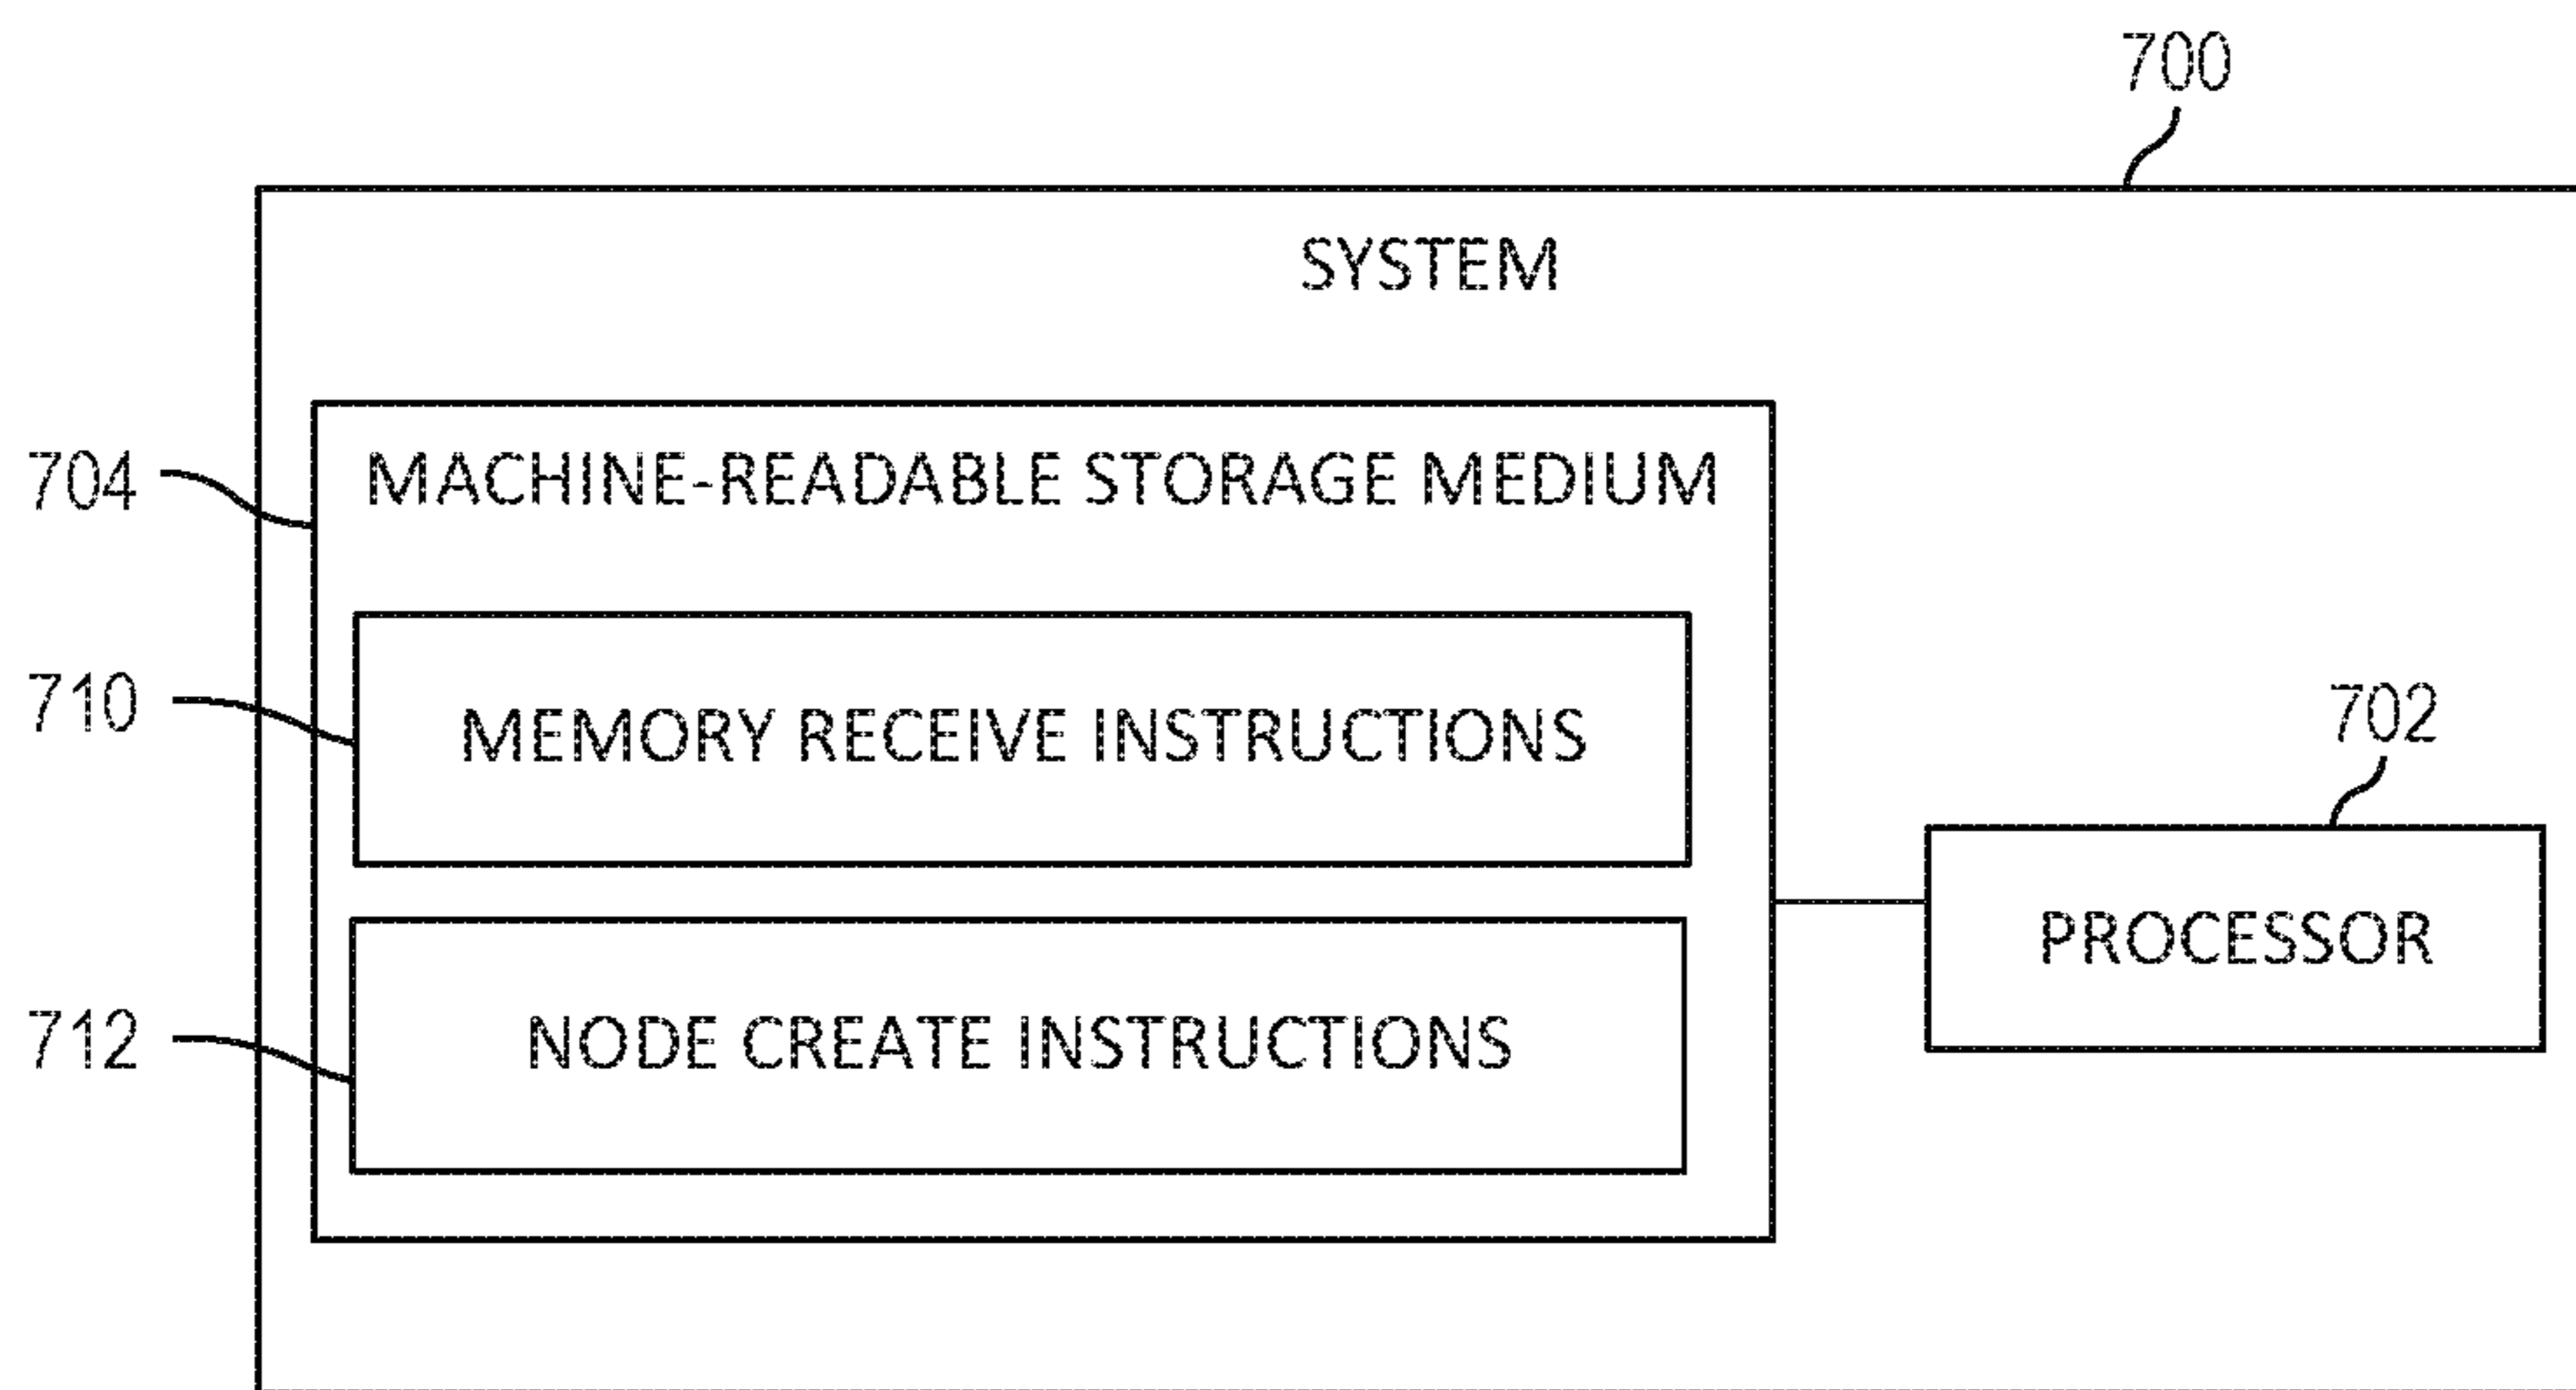 700
SYSTEM
704
MACHINE-READABLE STORAGE MEDIUM
710
MEMORY RECEIVE INSTRUCTIONS
702
PROCESSOR
712
NODE CREATE INSTRUCTIONS